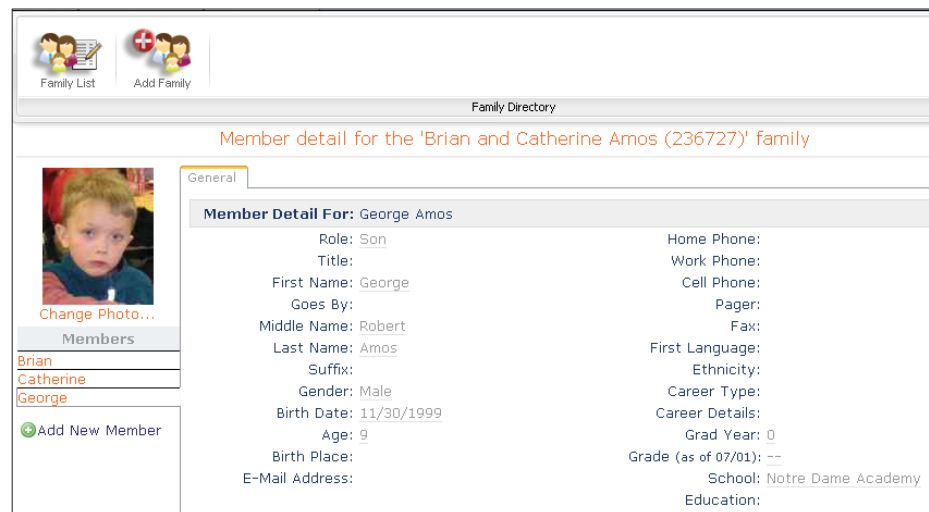 Family List
Add Family
Family Directory
Member detail for the 'Brian and Catherine Amos (236727)' family
General
Member Detail For: George Amos
Role: Son
Title:
First Name: George
Goes By:
Middle Name: Robert
Last Name: Amos
Suffix:
Gender: Male
Birth Date: 11/30/1999
Age: 9
Birth Place:
E-Mail Address:
Home Phone:
Work Phone:
Cell Phone:
Pager:
Fax:
First Language:
Ethnicity:
Career Type:
Career Details:
Grad Year: 0
Grade (as of 07/01): --
School: Notre Dame Academy
Education:
Change Photo...
Members
Brian
Catherine
George
Add New Member